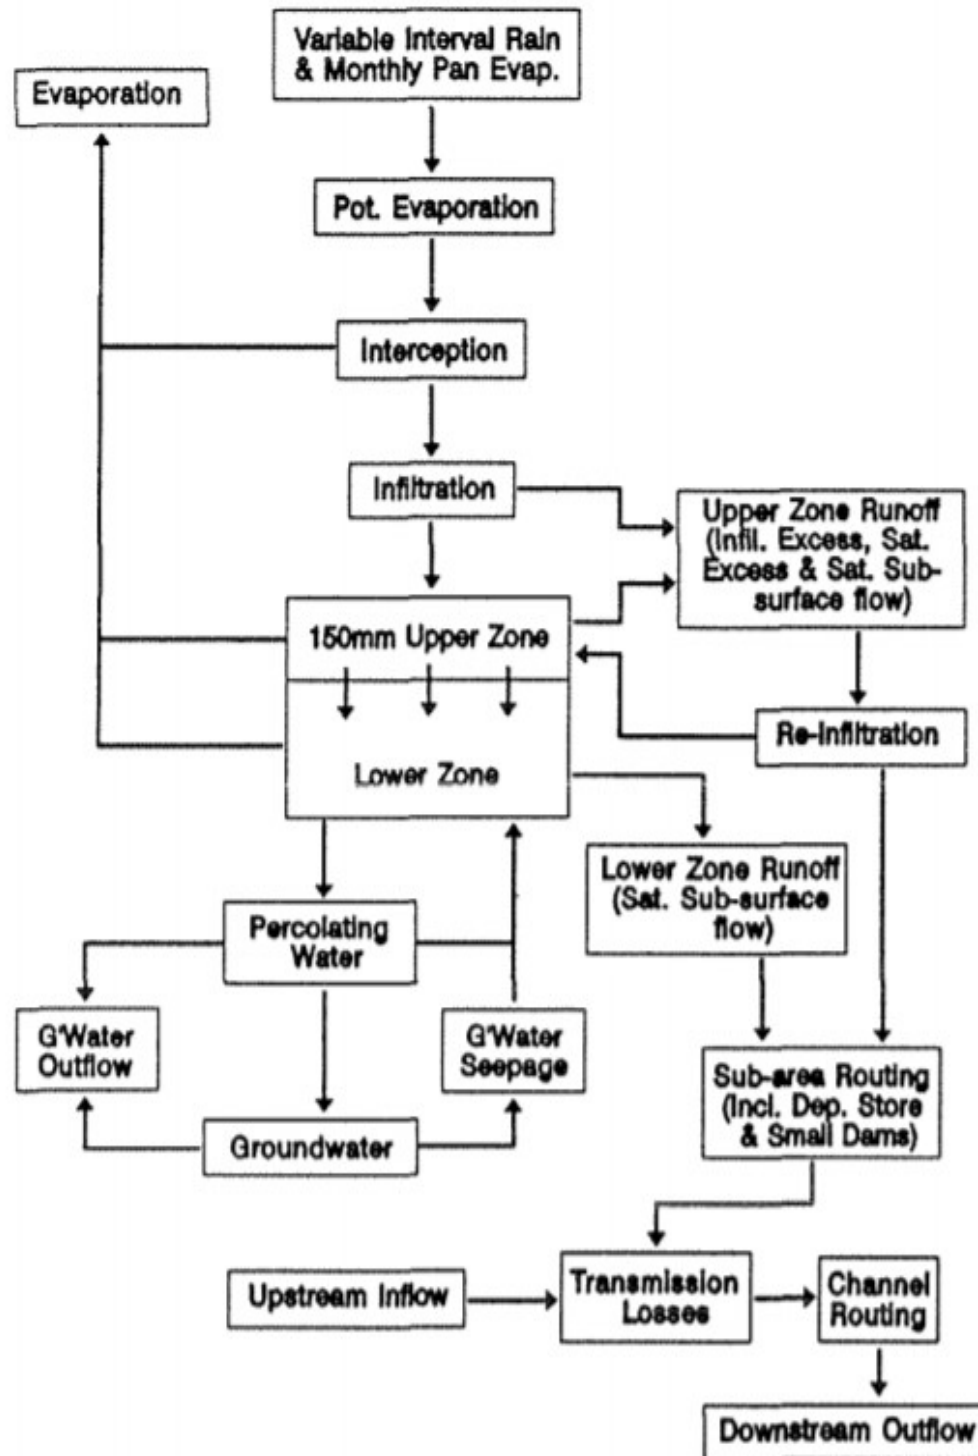 Variable Interval Rain
& Monthly Pan Evap.
Evaporation
Pot. Evaporation
Interception
Infiltration
Upper Zone Runoff
(Infil. Excess, Sat.
Excess & Sat. Sub-
surface flow)
150mm Upper Zone
Re-Infiltration
Lower Zone
Lower Zone Runoff
(Sat. Sub-surface
flow)
Percolating
Water
G'Water
Outflow
G'Water
Seepage
Sub-area Routing
(Incl. Dep. Store
& Small Dams)
Groundwater
Upstream Inflow
Transmission
Losses
Channel
Routing
Downstream Outflow